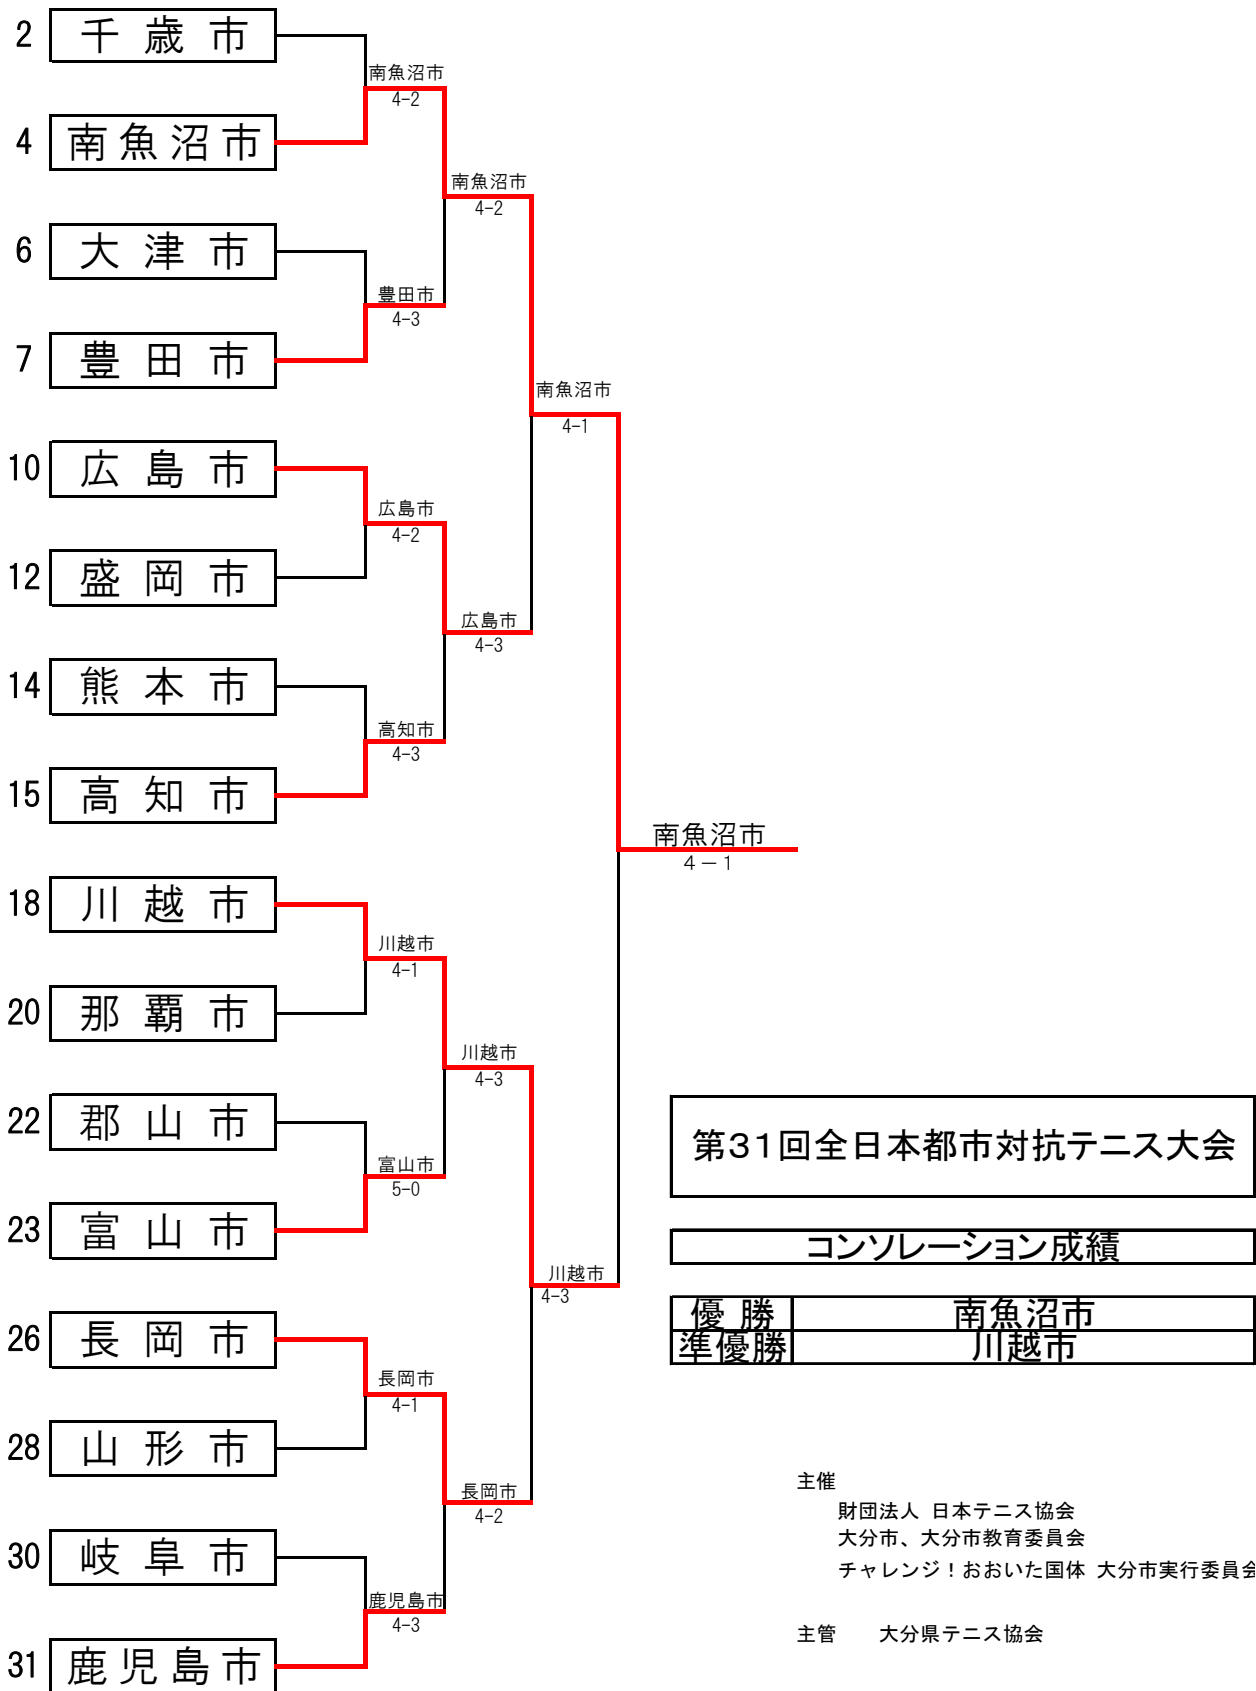 2 千歳市
南魚沼市
4-2
4 南魚沼市
南魚沼市
4-2
6 大津市
豊田市
4-3
7 豊田市
南魚沼市
4-1
10 広島市
広島市
4-2
12 盛岡市
広島市
4-3
14 熊本市
高知市
4-3
15 高知市
南魚沼市
4－1
18 川越市
川越市
4-1
20 那覇市
川越市
4-3
22 郡山市
富山市
5-0
23 富山市
川越市
4-3
26 長岡市
長岡市
4-1
28 山形市
長岡市
4-2
30 岐阜市
鹿児島市
4-3
31 鹿児島市
第31回全日本都市対抗テニス大会
コンソレーション成績
優勝 南魚沼市
準優勝 川越市
主催
財団法人 日本テニス協会
大分市、大分市教育委員会
チャレンジ！おおいた国体 大分市実行委員会
主管 大分県テニス協会